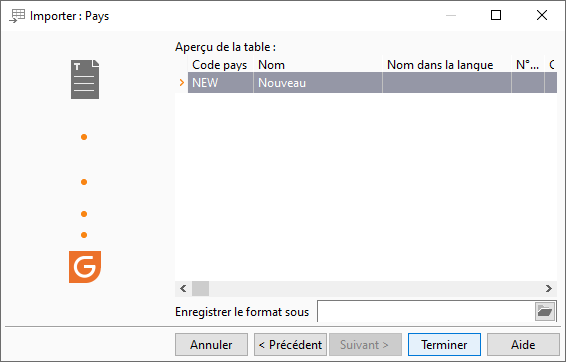 Importer : Pays
Aperçu de la table :
Code pays Nom Nom dans la langue N°... C
NEW Nouveau
Enregistrer le format sous
Annuler < Précédent Suivant > Terminer Aide